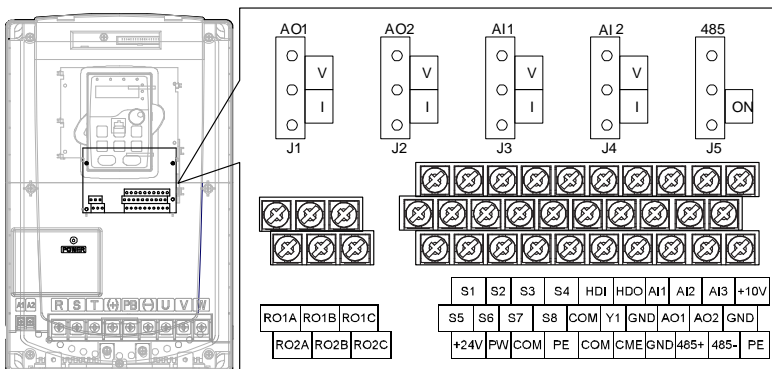 AO1 AO2 AI1 AI2 485
V V V V
I I I I ON
J1 J2 J3 J4 J5
POWER
A1 A2 R S T (+) PB (-) U V W
S1 S2 S3 S4 HDI HDO AI1 AI2 AI3 +10V
RO1A RO1B RO1C
S5 S6 S7 S8 COM Y1 GND AO1 AO2 GND
RO2A RO2B RO2C
+24V PW COM PE COM CME GND 485+ 485- PE